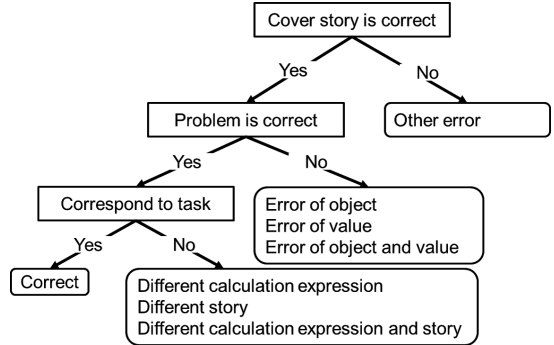 Cover story is correct
Yes
No
Problem is correct
Other error
Yes
No
Correspond to task
Error of object
Error of value
Error of object and value
Yes
No
Correct
Different calculation expression
Different story
Different calculation expression and story